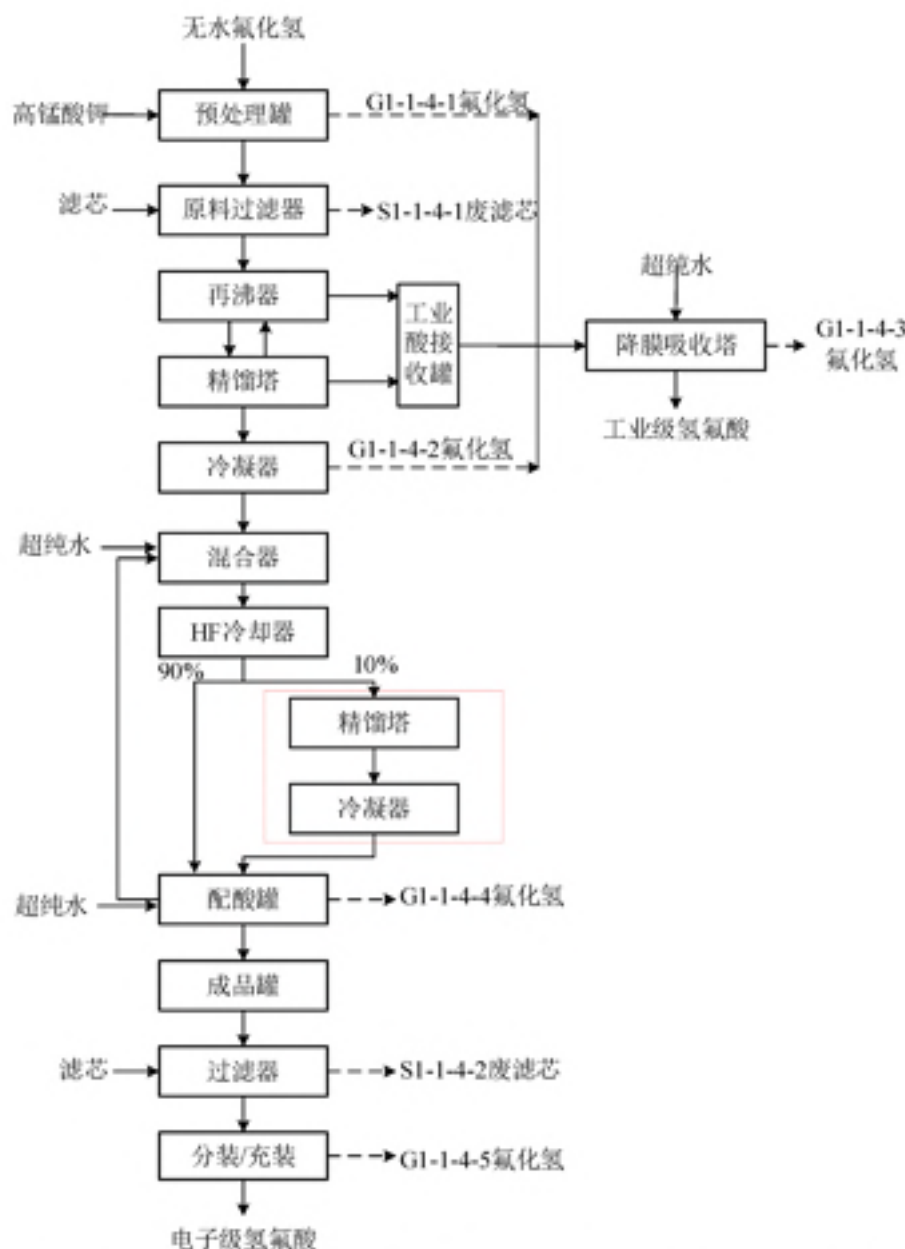 无水氟化氢
高锰酸钾
预处理罐
G1-1-4-1氟化氢
滤芯
原料过滤器
S1-1-4-1废滤芯
再沸器
工业
酸接
收罐
超纯水
降膜吸收塔
G1-1-4-3
氟化氢
精馏塔
工业级氢氟酸
冷凝器
G1-1-4-2氟化氢
超纯水
混合器
HF冷却器
90%
10%
精馏塔
冷凝器
超纯水
配酸罐
G1-1-4-4氟化氢
成品罐
滤芯
过滤器
S1-1-4-2废滤芯
分装/充装
G1-1-4-5氟化氢
电子级氢氟酸